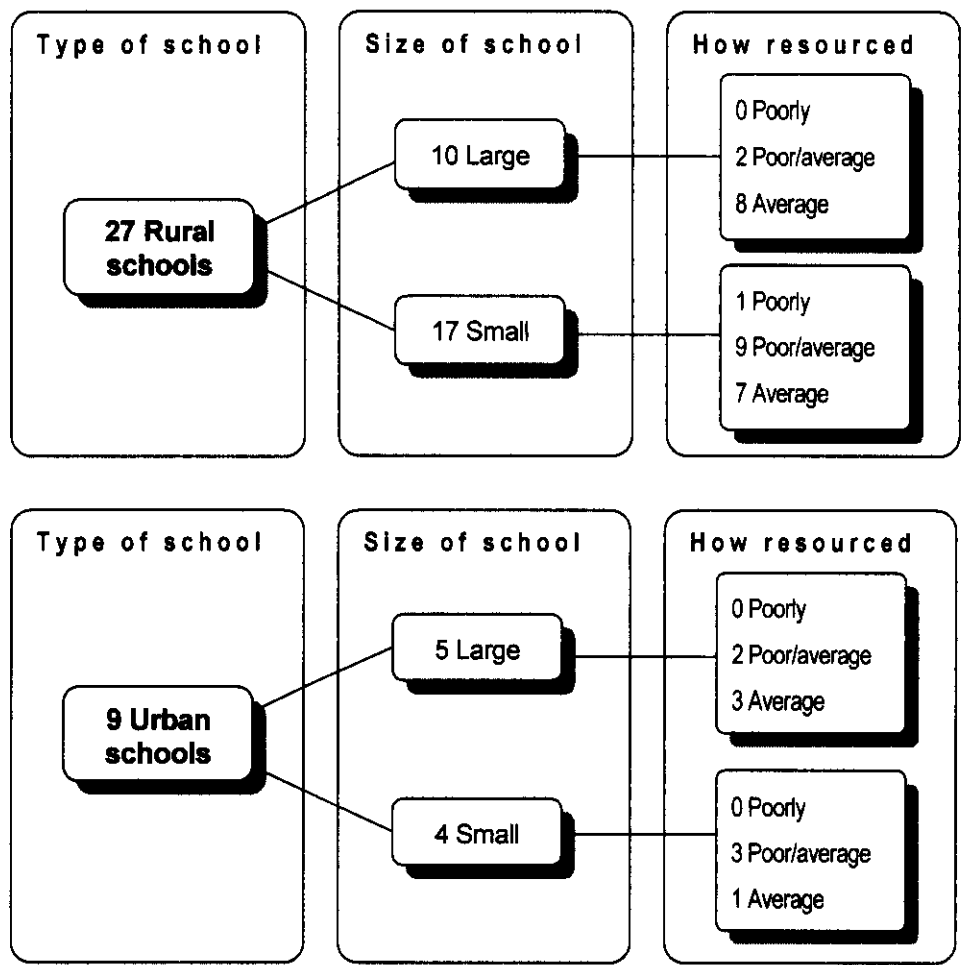 Type of school
Size of school
How resourced
27 Rural
schools
10 Large
0 Poorly
2 Poor/average
8 Average
17 Small
1 Poorly
9 Poor/average
7 Average
Type of school
Size of school
How resourced
9 Urban
schools
5 Large
0 Poorly
2 Poor/average
3 Average
4 Small
0 Poorly
3 Poor/average
1 Average